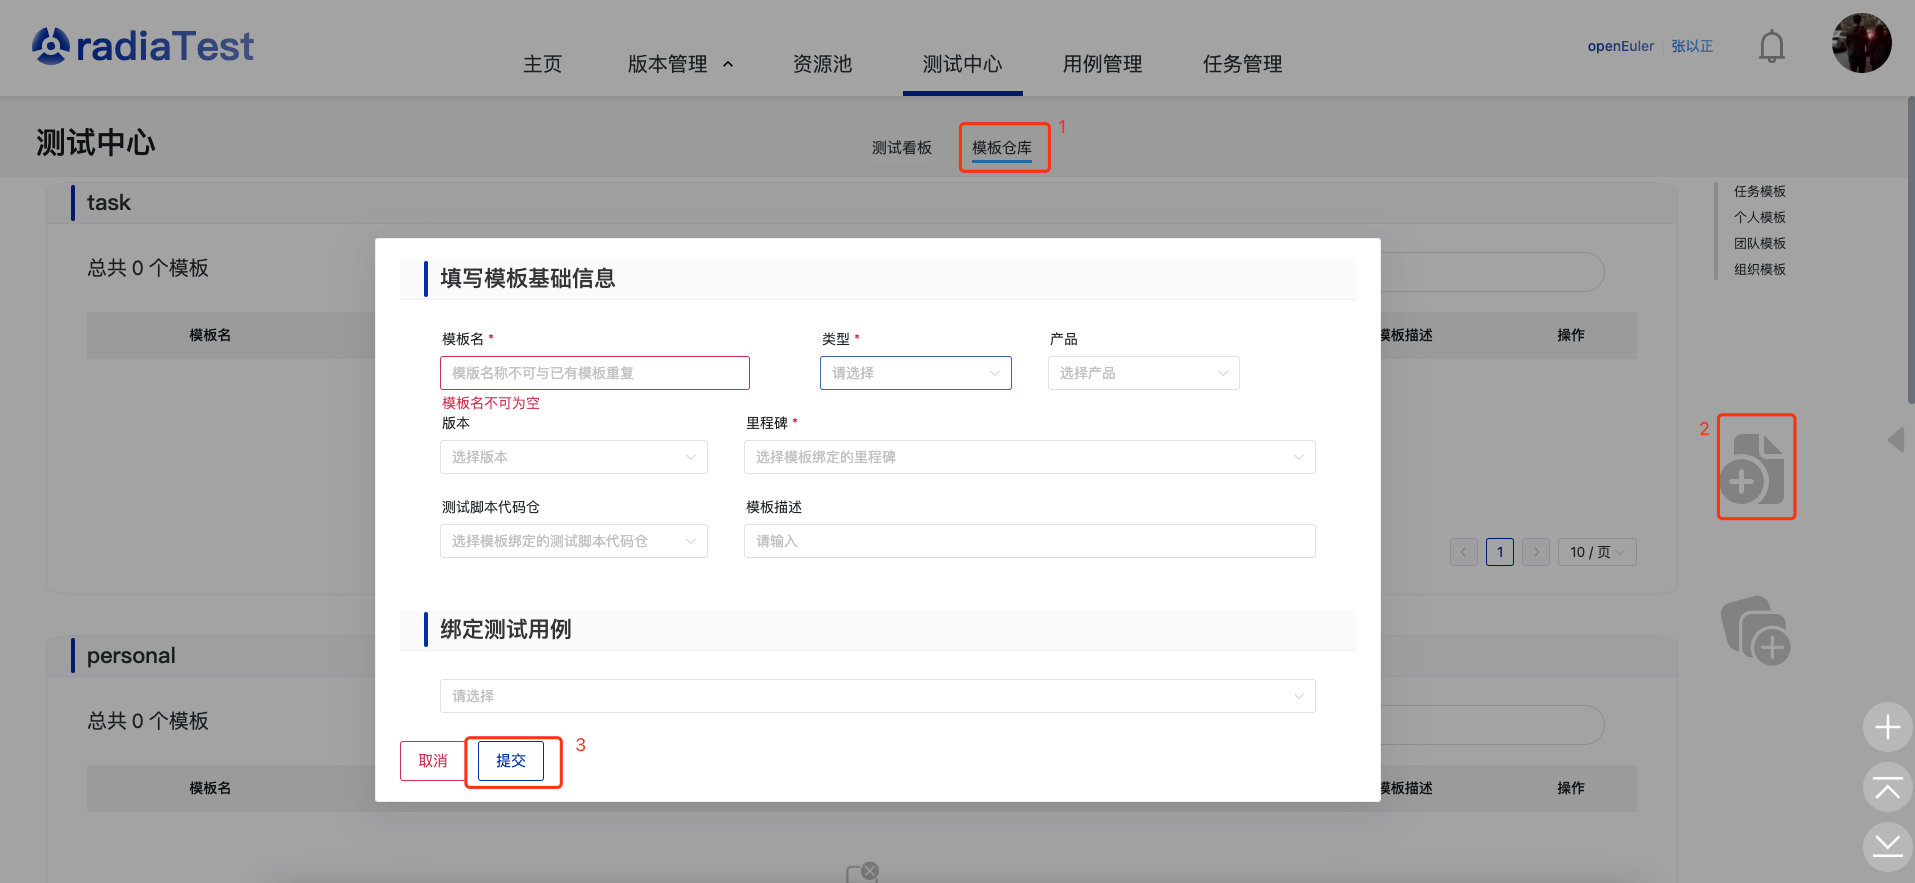 radiaTest
主页
版本管理
资源池
测试中心
用例管理
任务管理
openEuler
张以正
测试中心
测试看板
模板仓库
1
task
任务模板
个人模板
团队模板
组织模板
总共 0 个模板
模板名
模板描述
操作
填写模板基础信息
模板名 *
类型 *
产品
模版名称不可与已有模板重复
请选择
选择产品
模板名不可为空
版本
里程碑 *
选择版本
选择模板绑定的里程碑
测试脚本代码仓
模板描述
选择模板绑定的测试脚本代码仓
请输入
2
1
10 / 页
绑定测试用例
请选择
取消
提交
3
personal
总共 0 个模板
模板名
模板描述
操作